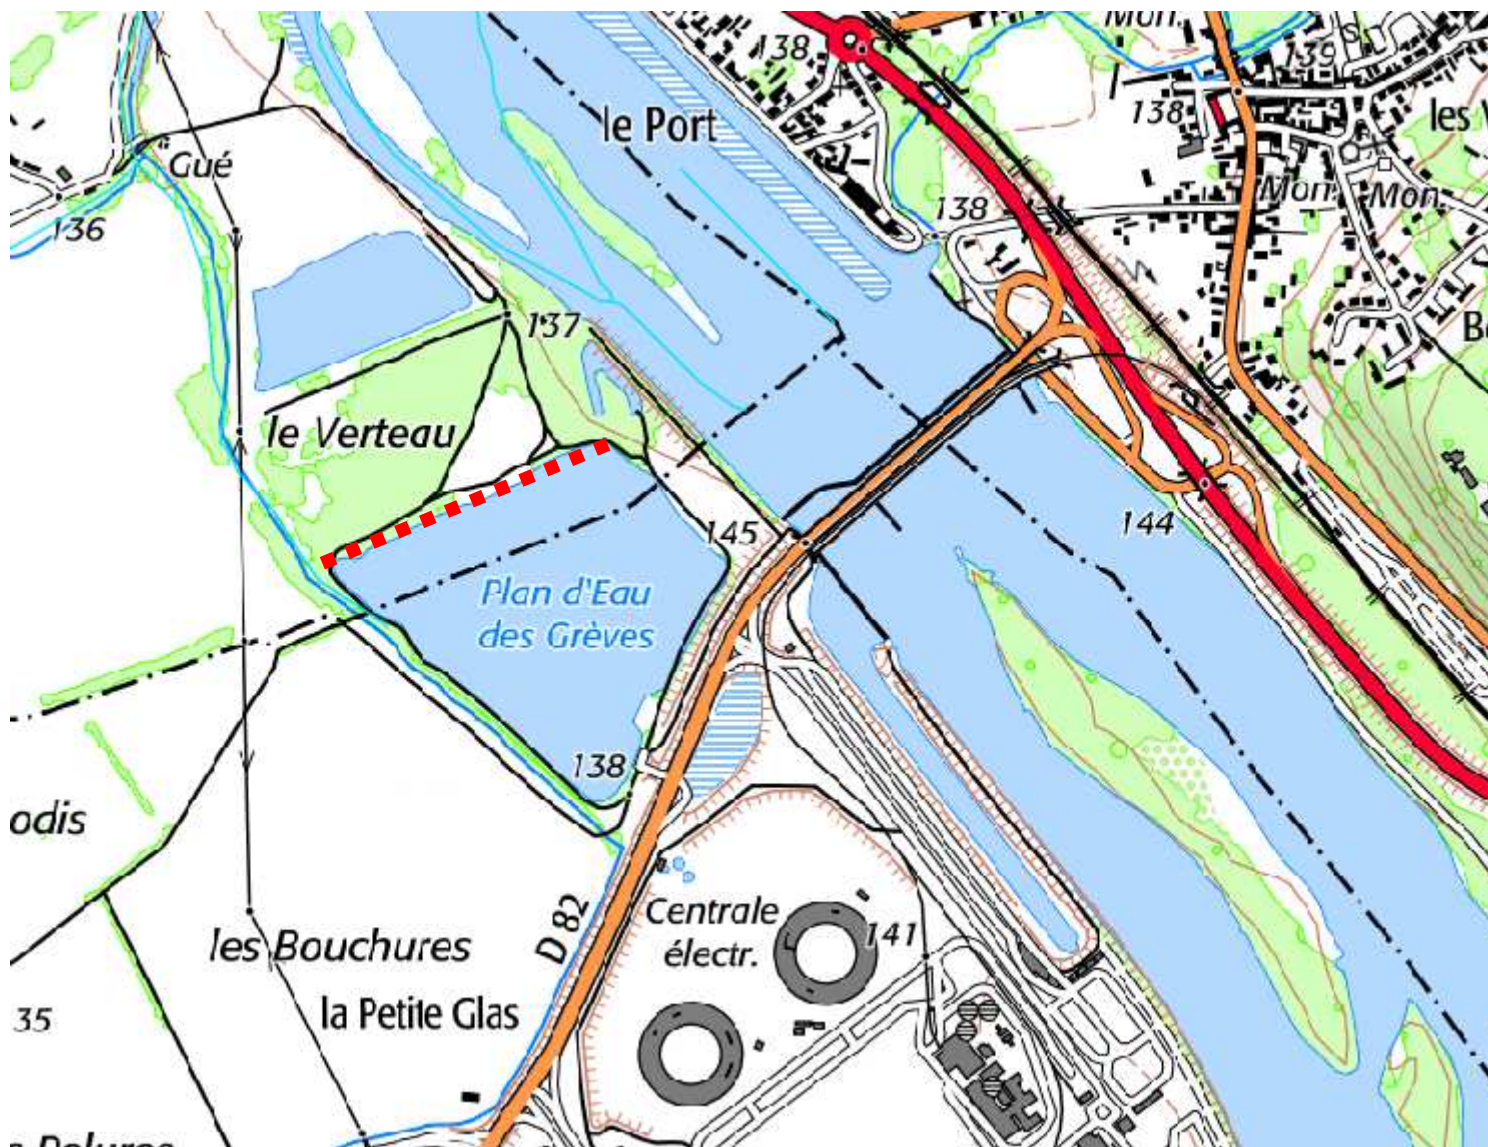 Mon.
138
139
138
les
le Port
Gué
Mon.
Mon.
138
136
137
le Verteau
145
144
Plan d'Eau
des Grèves
138
odis
D 82
Centrale
électr.
141
les Bouchures
la Petite Glas
35